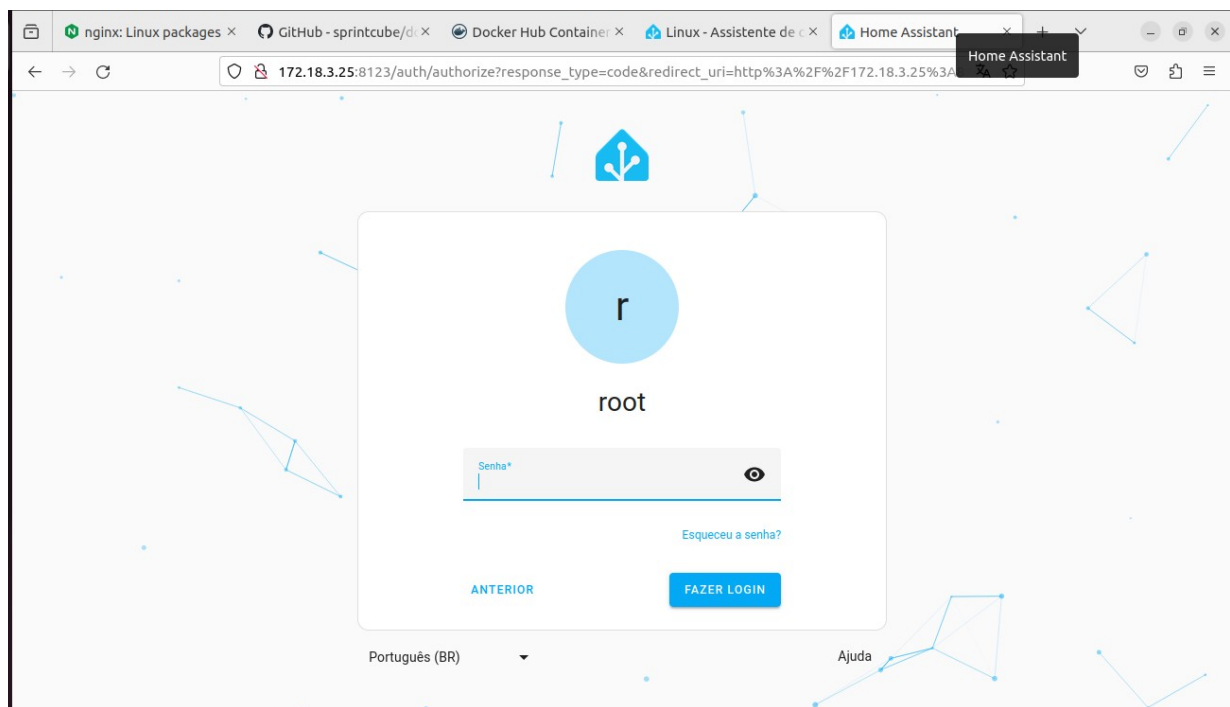 nginx: Linux packages
GitHub - sprintcube/do
Docker Hub Container
Linux - Assistente de c
Home Assistant
Home Assistant
172.18.3.25:8123/auth/authorize?response_type=code&redirect_uri=http%3A%2F%2F172.18.3.25%3A
r
root
Senha*
Esqueceu a senha?
ANTERIOR
FAZER LOGIN
Português (BR)
Ajuda